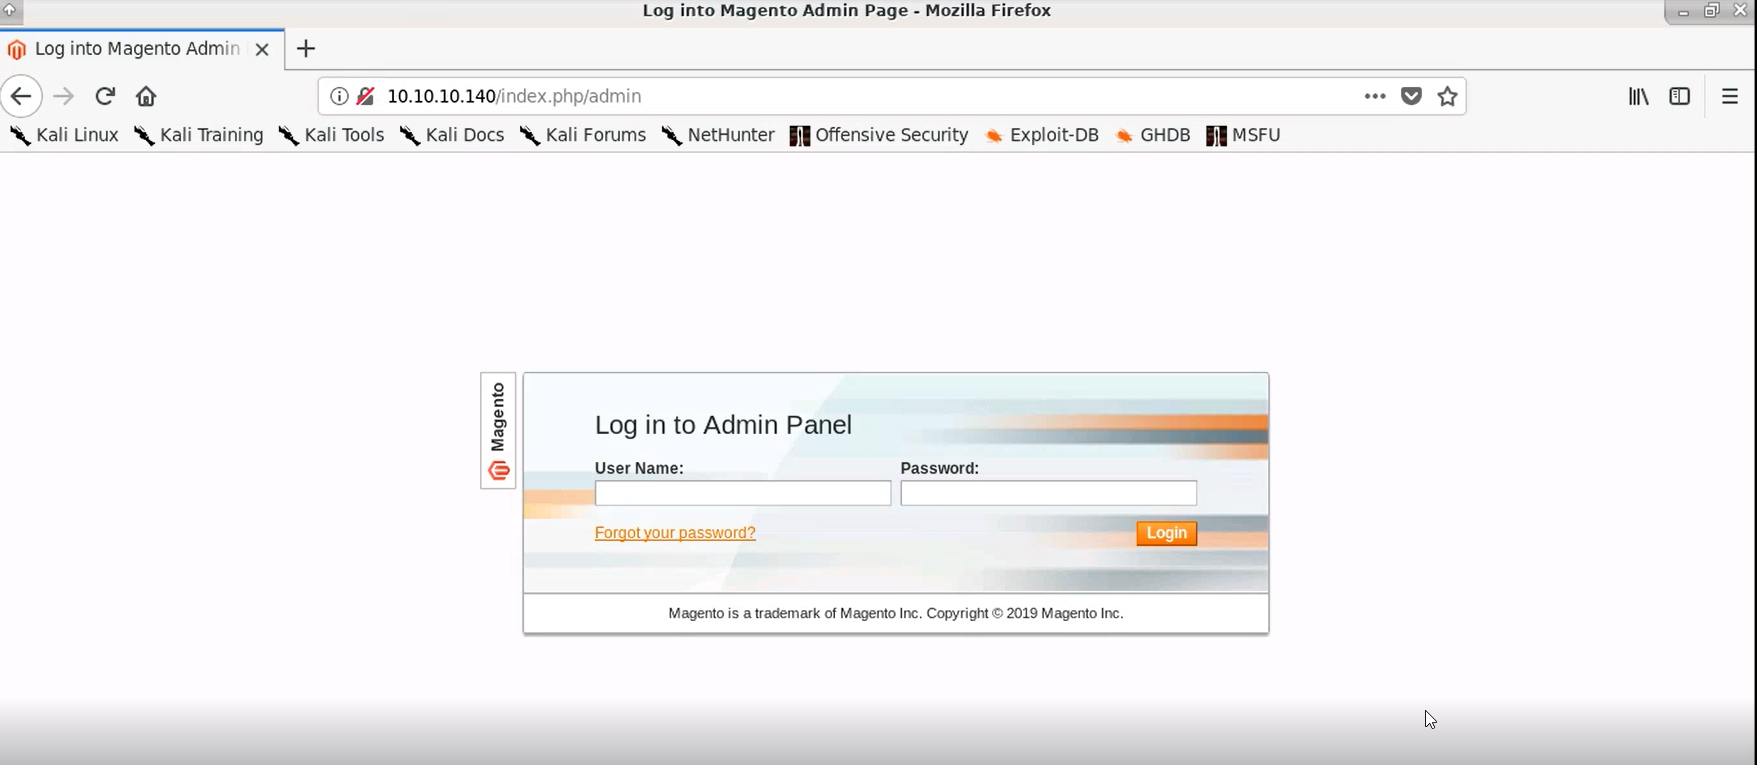 Log into Magento Admin Page - Mozilla Firefox
Log into Magento Admin
10.10.10.140/index.php/admin
Kali Linux Kali Training Kali Tools Kali Docs Kali Forums NetHunter Offensive Security Exploit-DB GHDB MSFU
Magento
Log in to Admin Panel
User Name: Password:
Forgot your password? Login
Magento is a trademark of Magento Inc. Copyright © 2019 Magento Inc.